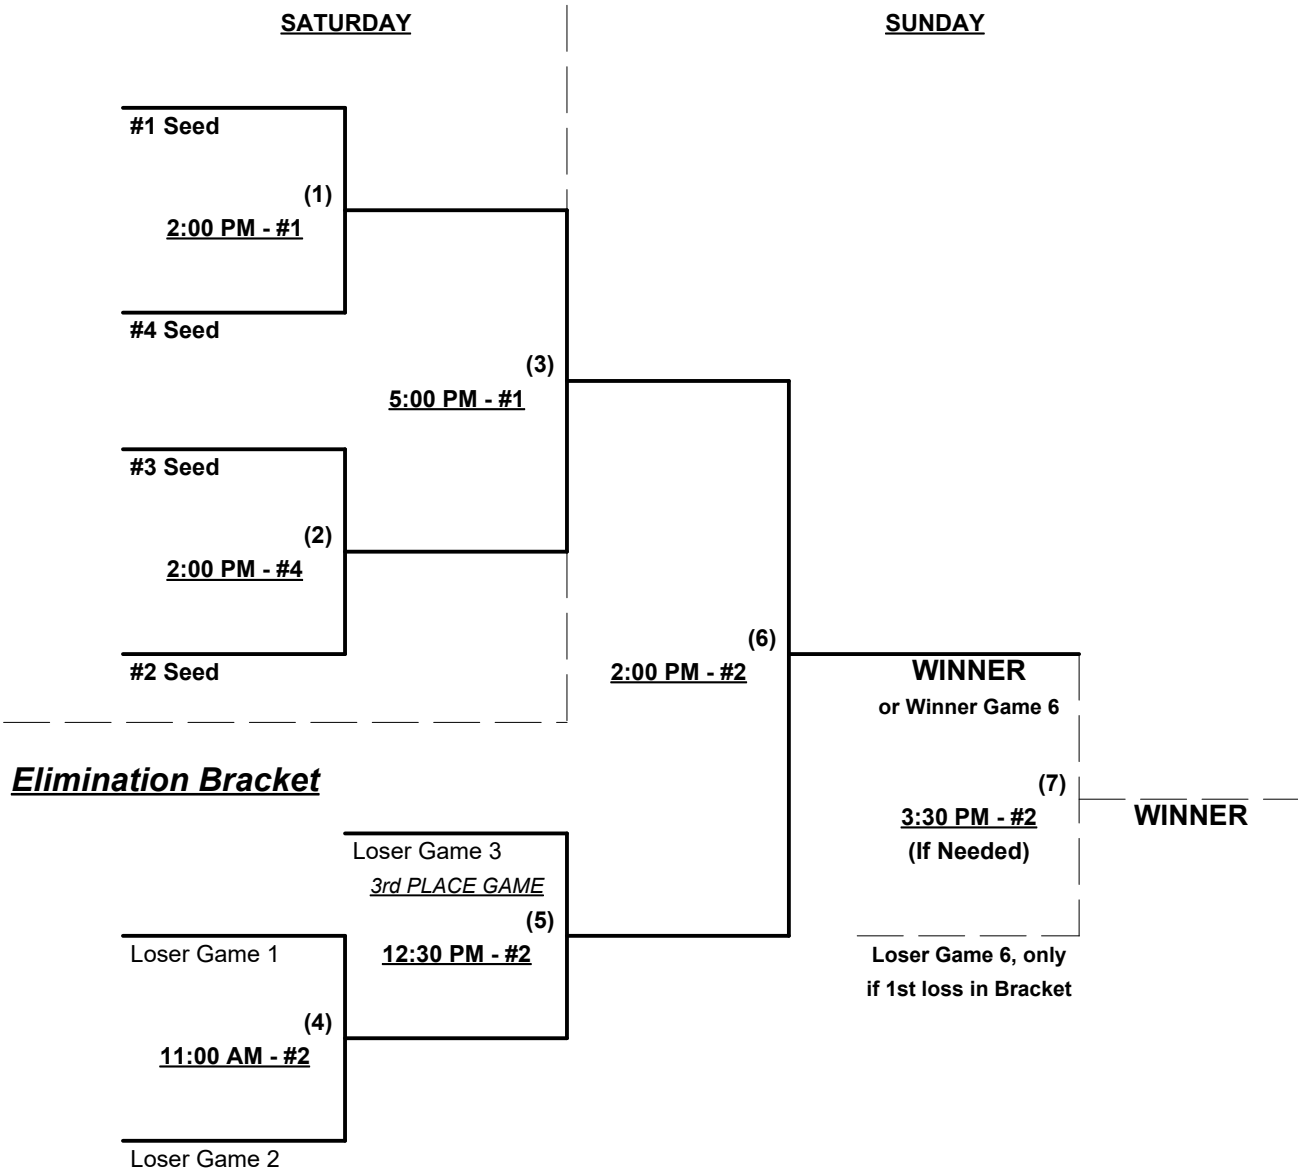 SATURDAY
SUNDAY
#1 Seed
(1)
2:00 PM - #1
#4 Seed
(3)
5:00 PM - #1
#3 Seed
(2)
2:00 PM - #4
#2 Seed
(6)
2:00 PM - #2
WINNER
or Winner Game 6
(7)
3:30 PM - #2
(If Needed)
WINNER
Loser Game 6, only
if 1st loss in Bracket
Elimination Bracket
Loser Game 3
3rd PLACE GAME
(5)
12:30 PM - #2
Loser Game 1
(4)
11:00 AM - #2
Loser Game 2